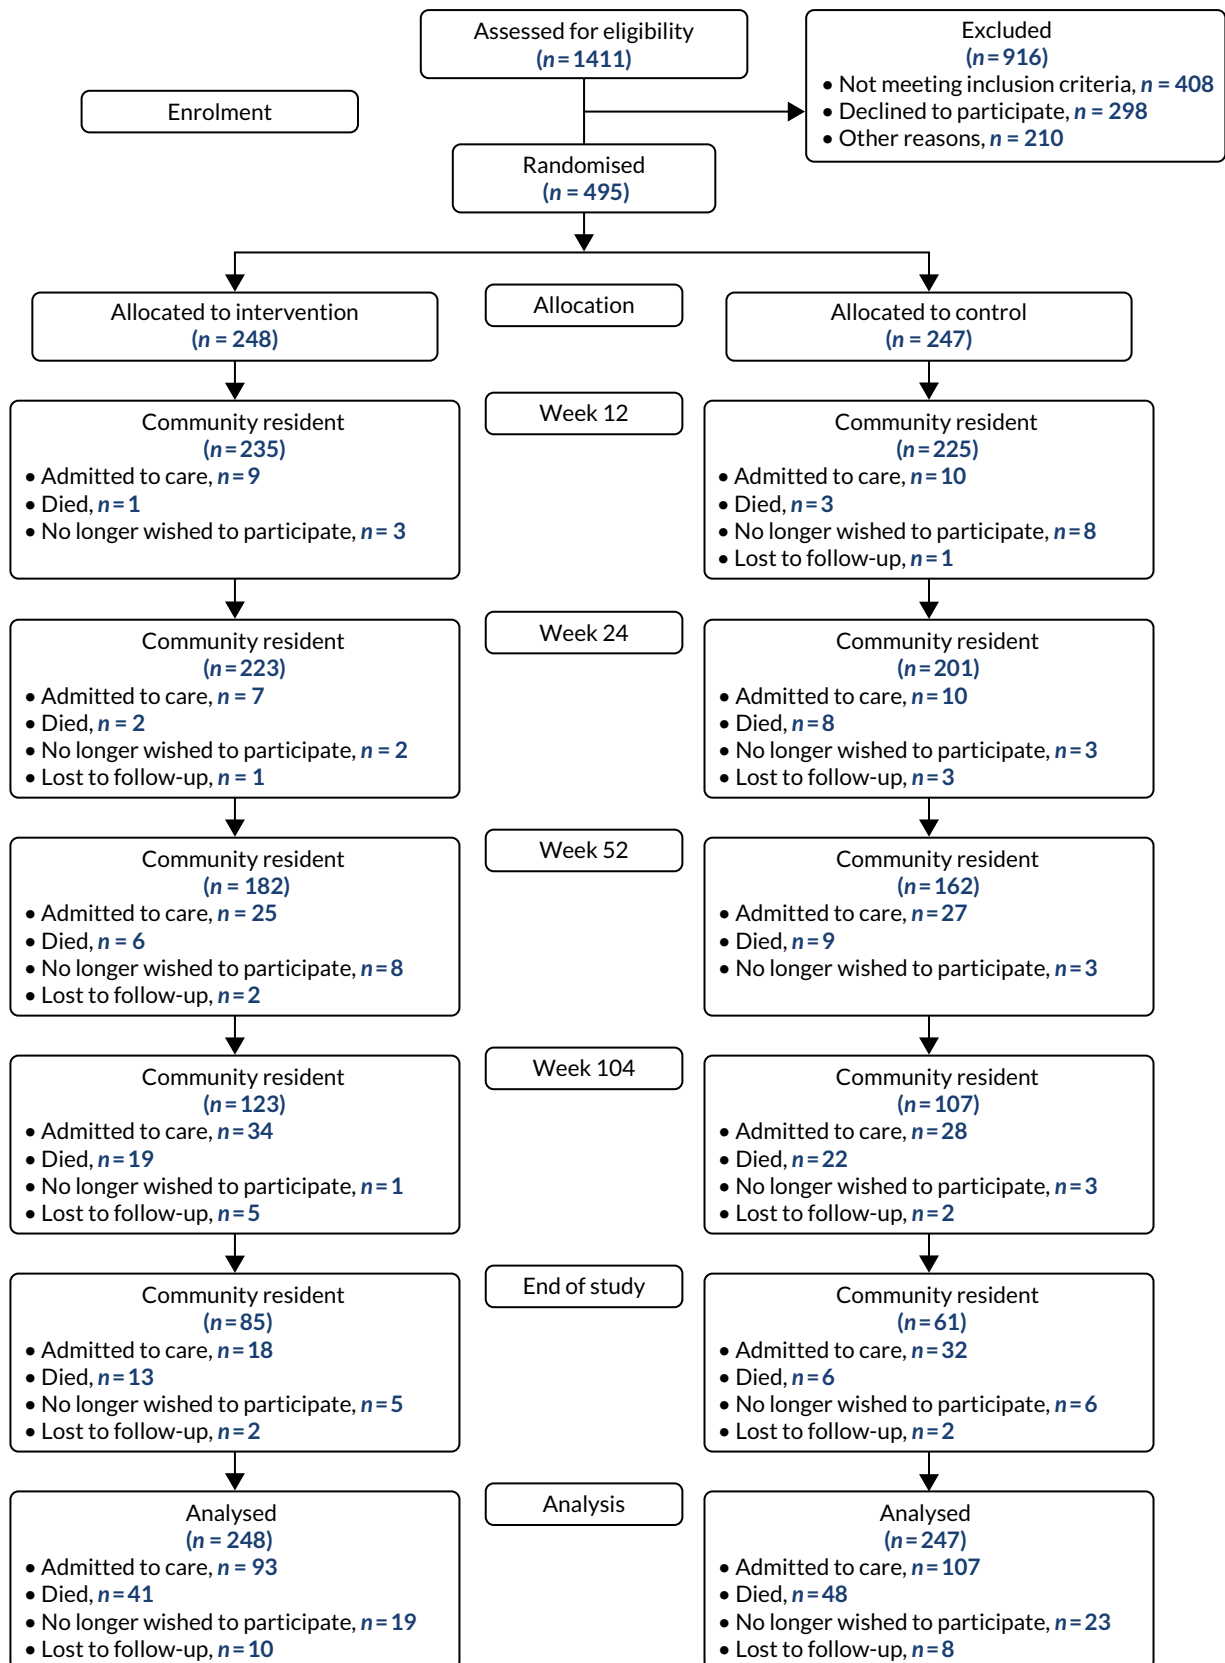 Assessed for eligibility
(n = 1411)
Excluded
(n = 916)
• Not meeting inclusion criteria, n = 408
• Declined to participate, n = 298
• Other reasons, n = 210
Enrolment
Randomised
(n = 495)
Allocation
Allocated to intervention
(n = 248)
Allocated to control
(n = 247)
Week 12
Community resident
(n = 235)
• Admitted to care, n = 9
• Died, n = 1
• No longer wished to participate, n = 3
Community resident
(n = 225)
• Admitted to care, n = 10
• Died, n = 3
• No longer wished to participate, n = 8
• Lost to follow-up, n = 1
Week 24
Community resident
(n = 223)
• Admitted to care, n = 7
• Died, n = 2
• No longer wished to participate, n = 2
• Lost to follow-up, n = 1
Community resident
(n = 201)
• Admitted to care, n = 10
• Died, n = 8
• No longer wished to participate, n = 3
• Lost to follow-up, n = 3
Week 52
Community resident
(n = 182)
• Admitted to care, n = 25
• Died, n = 6
• No longer wished to participate, n = 8
• Lost to follow-up, n = 2
Community resident
(n = 162)
• Admitted to care, n = 27
• Died, n = 9
• No longer wished to participate, n = 3
Week 104
Community resident
(n = 123)
• Admitted to care, n = 34
• Died, n = 19
• No longer wished to participate, n = 1
• Lost to follow-up, n = 5
Community resident
(n = 107)
• Admitted to care, n = 28
• Died, n = 22
• No longer wished to participate, n = 3
• Lost to follow-up, n = 2
End of study
Community resident
(n = 85)
• Admitted to care, n = 18
• Died, n = 13
• No longer wished to participate, n = 5
• Lost to follow-up, n = 2
Community resident
(n = 61)
• Admitted to care, n = 32
• Died, n = 6
• No longer wished to participate, n = 6
• Lost to follow-up, n = 2
Analysis
Analysed
(n = 248)
• Admitted to care, n = 93
• Died, n = 41
• No longer wished to participate, n = 19
• Lost to follow-up, n = 10
Analysed
(n = 247)
• Admitted to care, n = 107
• Died, n = 48
• No longer wished to participate, n = 23
• Lost to follow-up, n = 8